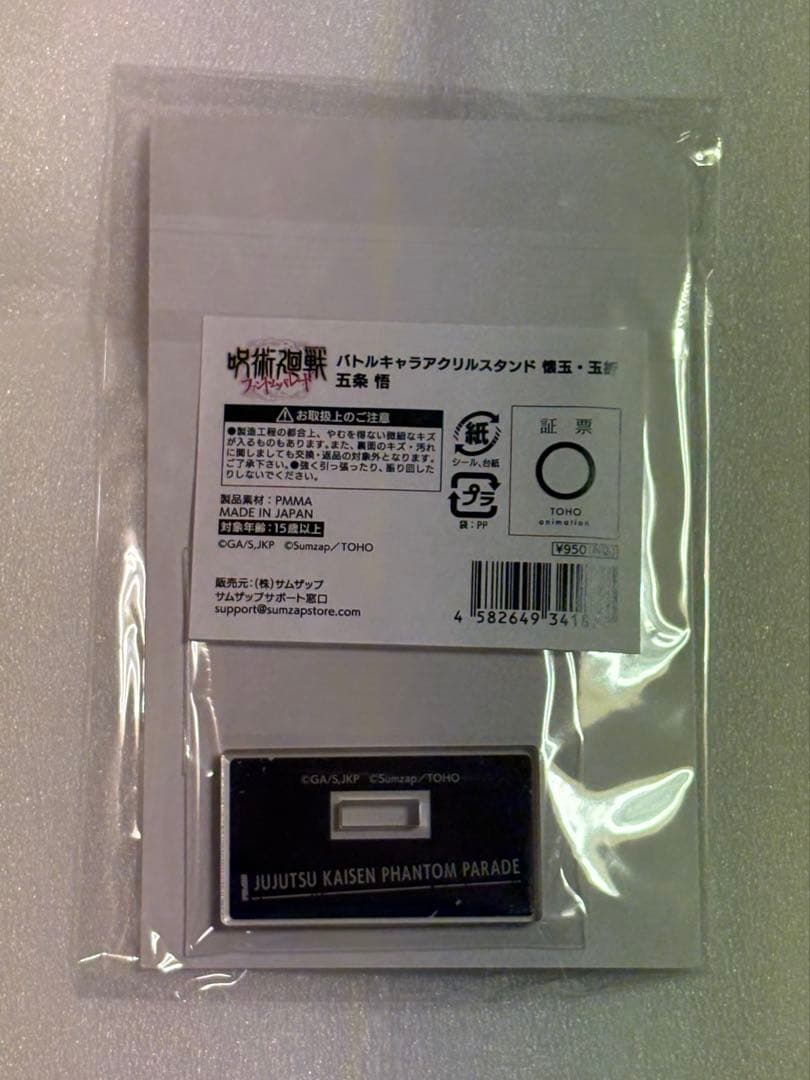 呪術廻戦
ファントムパレード
バトルキャラアクリルスタンド 懐玉・玉折
五条 悟
⚠お取扱上のご注意
●製造工程の都合上、やむを得ない微細なキズ
が入るものもあります。また、裏面のキズ・汚れ
に関しましても交換・返品の対象外となります。
ご了承下さい。●強く引っ張ったり、振り回した
りしないでください。
紙
シール、台紙
プラ
袋：PP
証 票
TOHO
animation
製品素材：PMMA
MADE IN JAPAN
対象年齢：15歳以上
©GA/S,JKP ©Sumzap／TOHO
¥950
販売元：(株)サムザップ
サムザップサポート窓口
support@sumzapstore.com
4 582649 341
©GA/S,JKP ©Sumzap／TOHO
JUJUTSU KAISEN PHANTOM PARADE